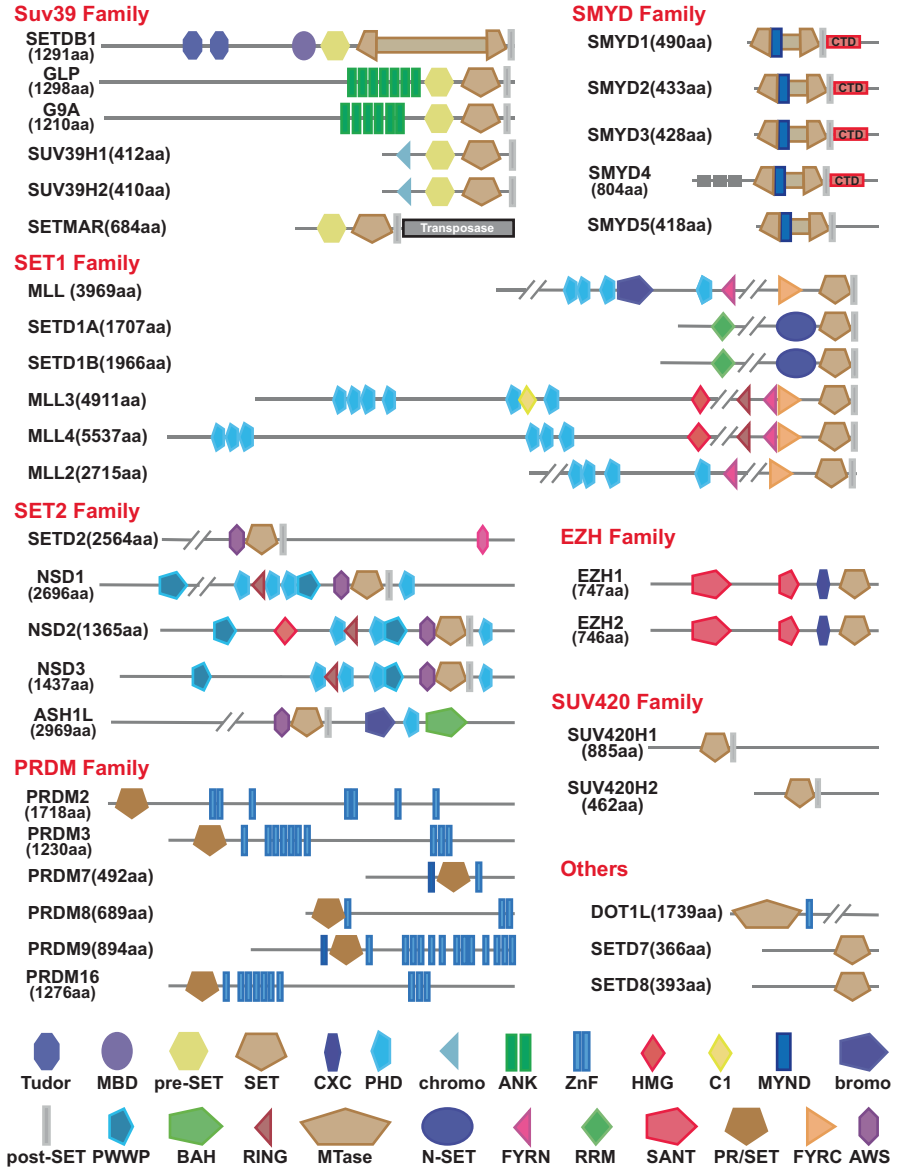 Suv39 Family
SETDB1
(1291aa)
GLP
(1298aa)
G9A
(1210aa)
SUV39H1(412aa)
SUV39H2(410aa)
SETMAR(684aa)
Transposase
SMYD Family
SMYD1(490aa)
CTD
SMYD2(433aa)
CTD
SMYD3(428aa)
CTD
SMYD4
(804aa)
CTD
SMYD5(418aa)
SET1 Family
MLL (3969aa)
SETD1A(1707aa)
SETD1B(1966aa)
MLL3(4911aa)
MLL4(5537aa)
MLL2(2715aa)
SET2 Family
SETD2(2564aa)
NSD1
(2696aa)
NSD2(1365aa)
NSD3
(1437aa)
ASH1L
(2969aa)
EZH Family
EZH1
(747aa)
EZH2
(746aa)
SUV420 Family
SUV420H1
(885aa)
SUV420H2
(462aa)
PRDM Family
PRDM2
(1718aa)
PRDM3
(1230aa)
PRDM7(492aa)
PRDM8(689aa)
PRDM9(894aa)
PRDM16
(1276aa)
Others
DOT1L(1739aa)
SETD7(366aa)
SETD8(393aa)
Tudor MBD pre-SET SET CXC PHD chromo ANK ZnF HMG C1 MYND bromo
post-SET PWWP BAH RING MTase N-SET FYRN RRM SANT PR/SET FYRC AWS